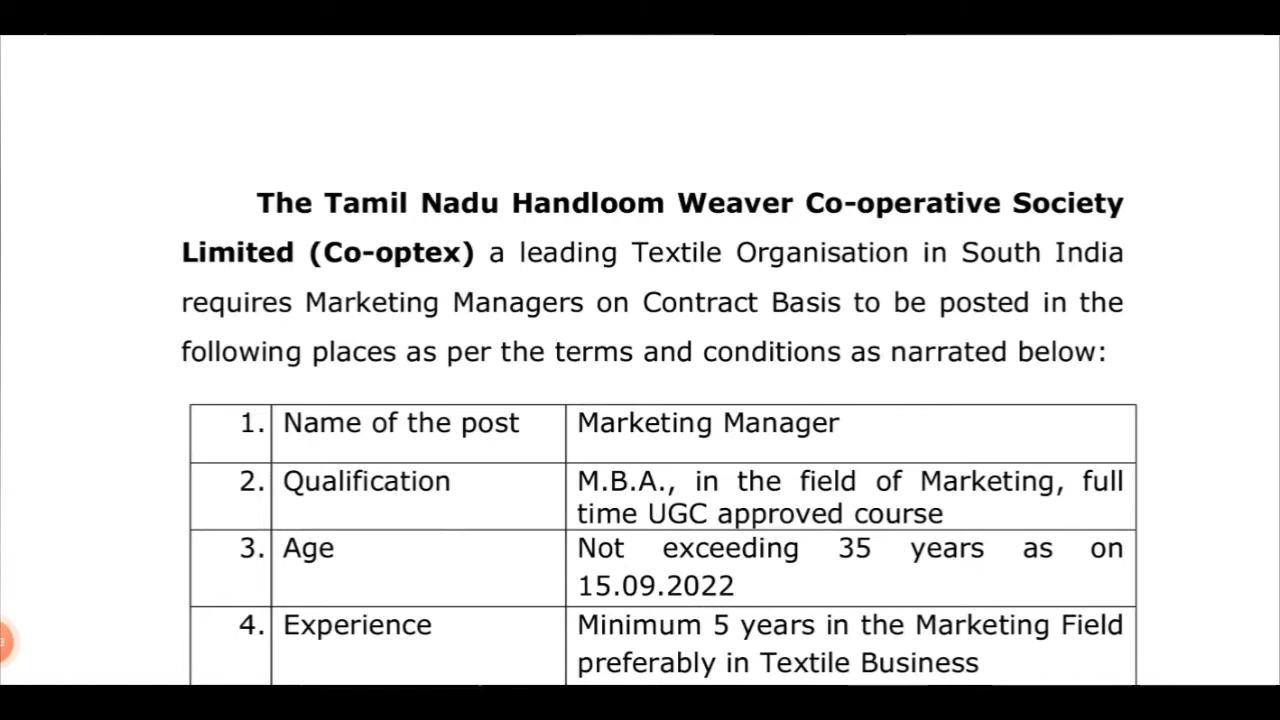 The Tamil Nadu Handloom Weaver Co-operative Society
Limited (Co-optex) a leading Textile Organisation in South India
requires Marketing Managers on Contract Basis to be posted in the
following places as per the terms and conditions as narrated below:
1. Name of the post Marketing Manager
2. Qualification M.B.A., in the field of Marketing, full
time UGC approved course
3. Age Not exceeding 35 years as on
15.09.2022
4. Experience Minimum 5 years in the Marketing Field
preferably in Textile Business